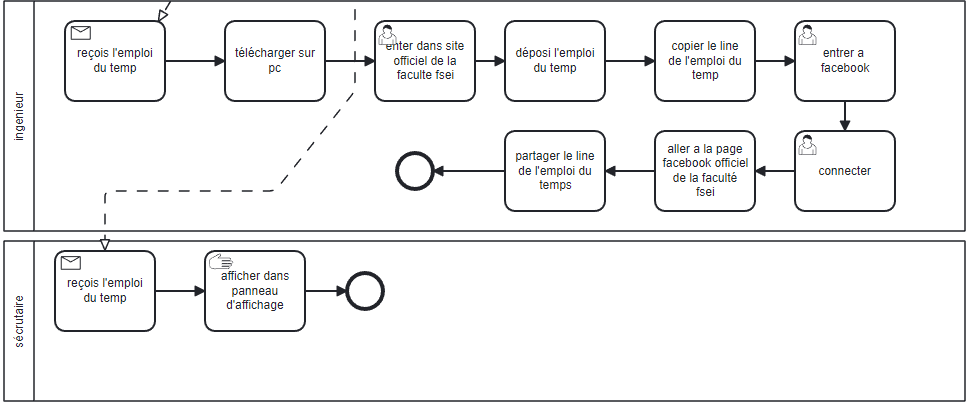 ingenieur
reçois l'emploi
du temp
télécharger sur
pc
enter dans site
officiel de la
faculte fsei
déposi l'emploi
du temp
copier le line
de l'emploi du
temp
entrer a
facebook
connecter
aller a la page
facebook officiel
de la faculté
fsei
partager le line
de l'emploi du
temps
sécrutaire
reçois l'emploi
du temp
afficher dans
panneau
d'affichage